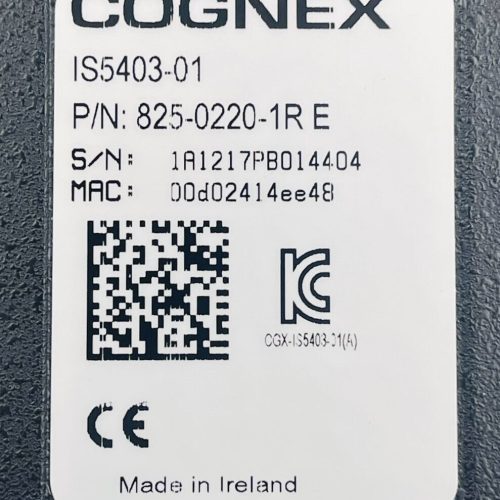 COGNEX
IS5403-01
P/N: 825-0220-1R E
S/N: 1A1217PB014404
MAC: 00d02414ee48
CGX-IS5403-01(A)
CE
Made in Ireland